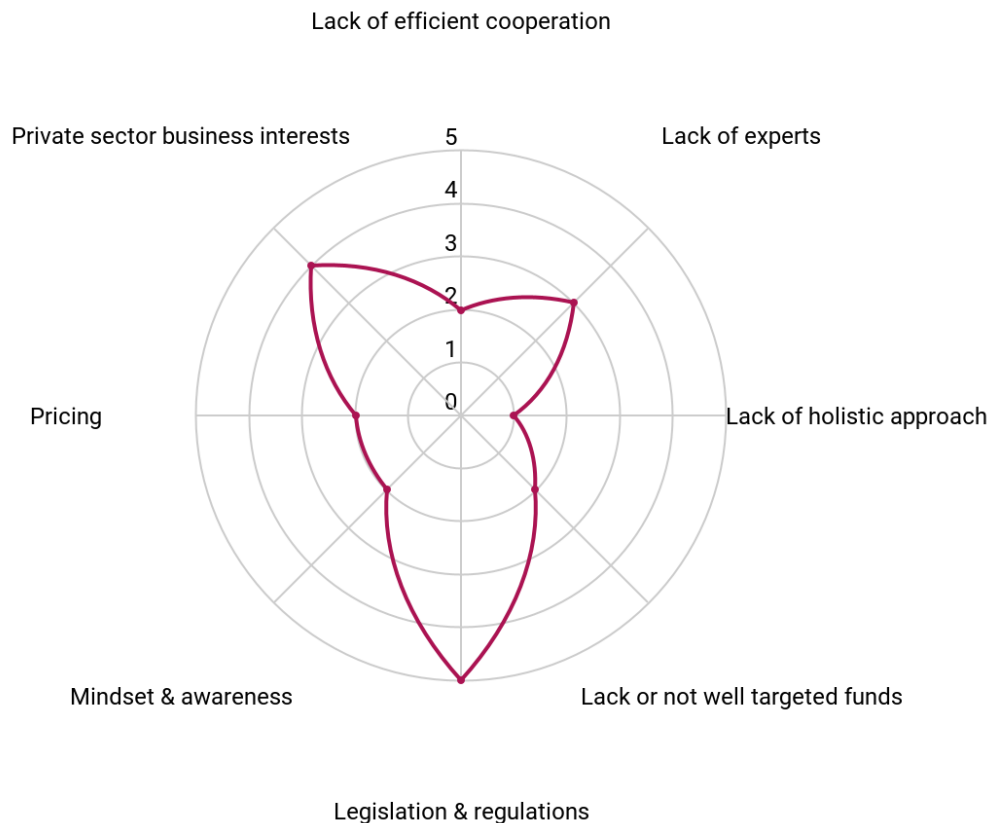 Lack of efficient cooperation
Private sector business interests
5
Lack of experts
4
3
2
1
0
Pricing
Lack of holistic approach
Mindset & awareness
Lack or not well targeted funds
Legislation & regulations